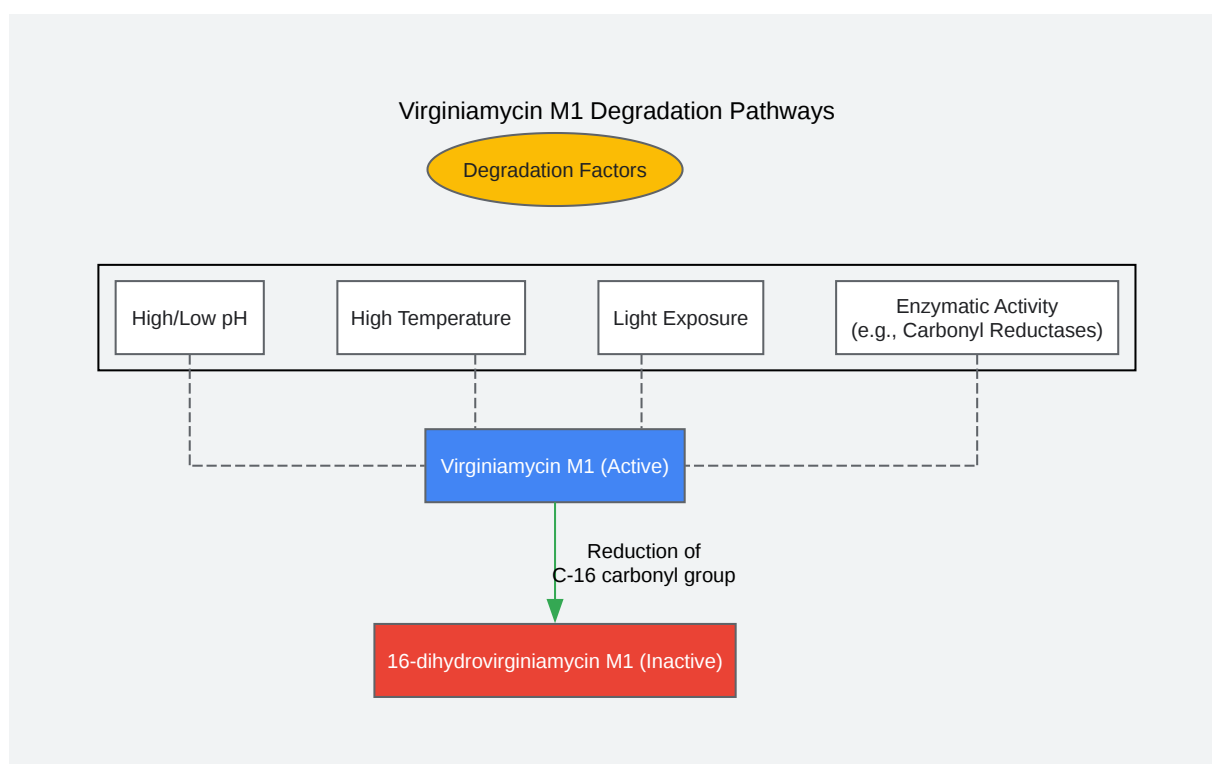 Virginiamycin M1 Degradation Pathways
Degradation Factors
High/Low pH
High Temperature
Light Exposure
Enzymatic Activity
(e.g., Carbonyl Reductases)
Virginiamycin M1 (Active)
Reduction of
C-16 carbonyl group
16-dihydrovirginiamycin M1 (Inactive)